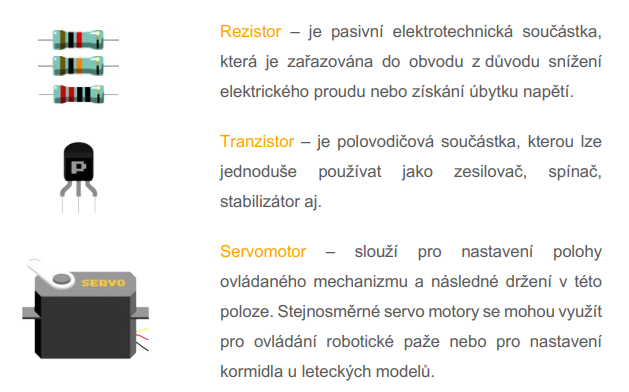 Rezistor – je pasivní elektrotechnická součástka,
která je zařazována do obvodu z důvodu snížení
elektrického proudu nebo získání úbytku napětí.
P
Tranzistor – je polovodičová součástka, kterou lze
jednoduše používat jako zesilovač, spínač,
stabilizátor aj.
SERVO
Servomotor – slouží pro nastavení polohy
ovládaného mechanizmu a následné držení v této
poloze. Stejnosměrné servo motory se mohou využít
pro ovládání robotické paže nebo pro nastavení
kormidla u leteckých modelů.